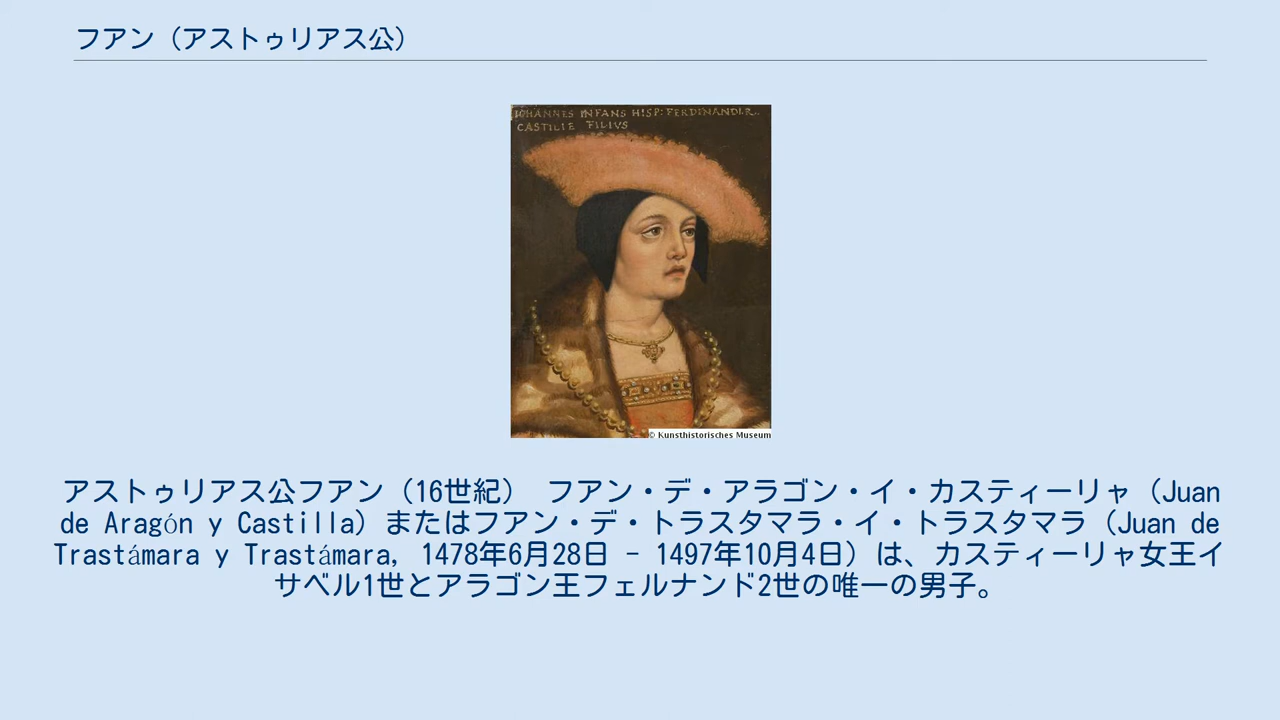 フアン（アストゥリアス公）
IOHANNES INFANS HISP: FERDINANDI.R..
CASTILIE FILIVS
© Kunsthistorisches Museum
アストゥリアス公フアン（16世紀） フアン・デ・アラゴン・イ・カスティーリャ（Juan
de Aragón y Castilla）またはフアン・デ・トラスタマラ・イ・トラスタマラ（Juan de
Trastámara y Trastámara, 1478年6月28日 - 1497年10月4日）は、カスティーリャ女王イ
サベル1世とアラゴン王フェルナンド2世の唯一の男子。